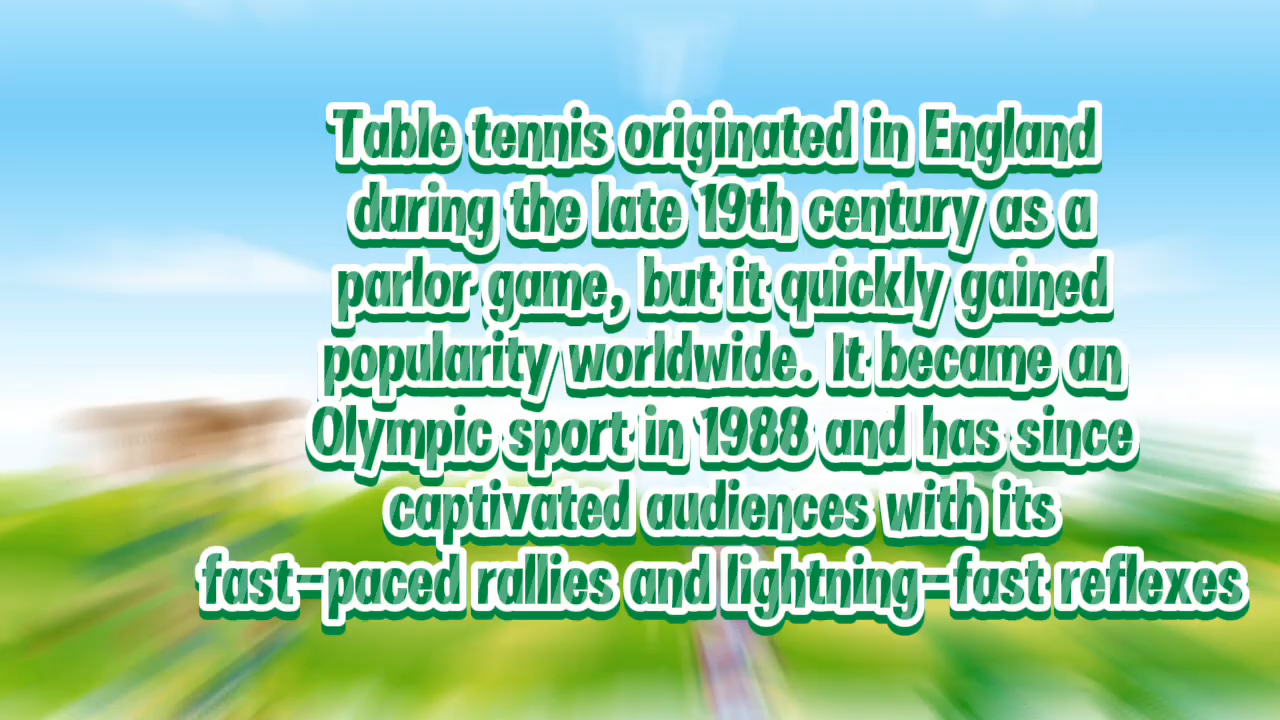 Table tennis originated in England
during the late 19th century as a
parlor game, but it quickly gained
popularity worldwide. It became an
Olympic sport in 1988 and has since
captivated audiences with its
fast-paced rallies and lightning-fast reflexes